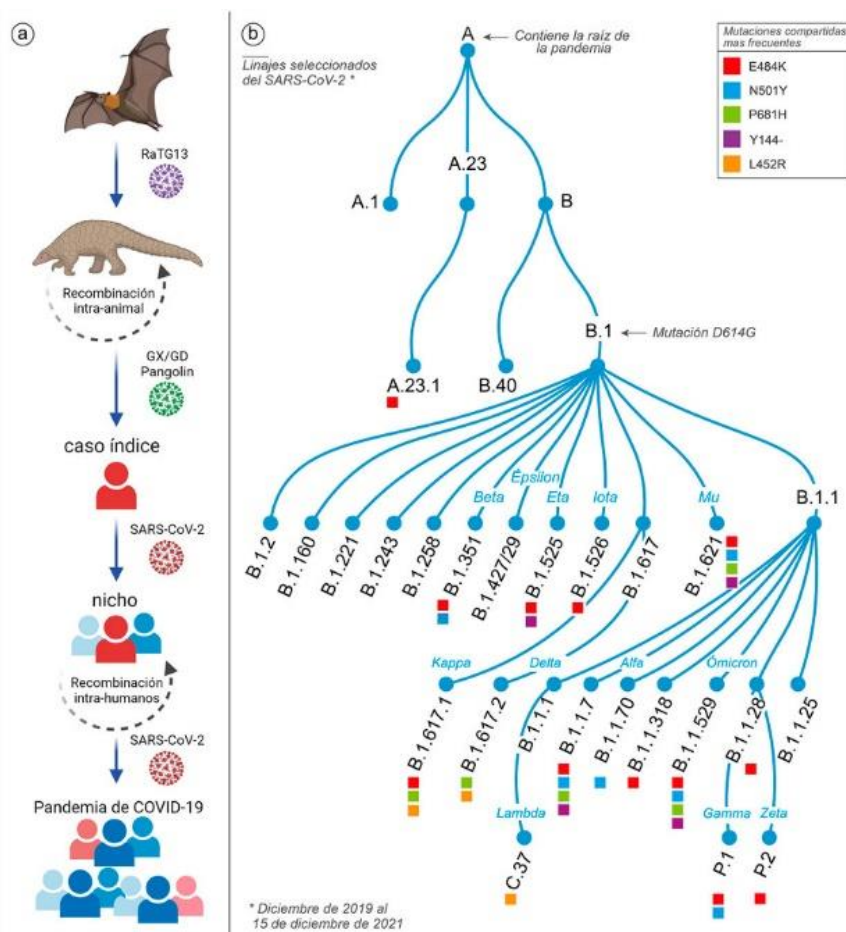 a
RaTG13
Recombinación
intra-animal
GX/GD
Pangolin
caso índice
SARS-CoV-2
nicho
Recombinación
intra-humanos
SARS-CoV-2
Pandemia de COVID-19
b
Linajes seleccionados
del SARS-CoV-2 *
A
Contiene la raíz de
la pandemia
Mutaciones compartidas
mas frecuentes
E484K
N501Y
P681H
Y144-
L452R
A.23
A.1
B
B.1
Mutación D614G
A.23.1
B.40
Épsilon
Beta
Eta
Iota
Mu
B.1.1
B.1.2
B.1.160
B.1.221
B.1.243
B.1.258
B.1.351
B.1.427/29
B.1.525
B.1.526
B.1.617
B.1.621
Kappa
Delta
Alfa
Ómicron
B.1.617.1
B.1.617.2
B.1.1.1
B.1.1.7
B.1.1.70
B.1.1.318
B.1.1.529
B.1.1.28
B.1.1.25
Lambda
Gamma
Zeta
C.37
P.1
P.2
* Diciembre de 2019 al
15 de diciembre de 2021